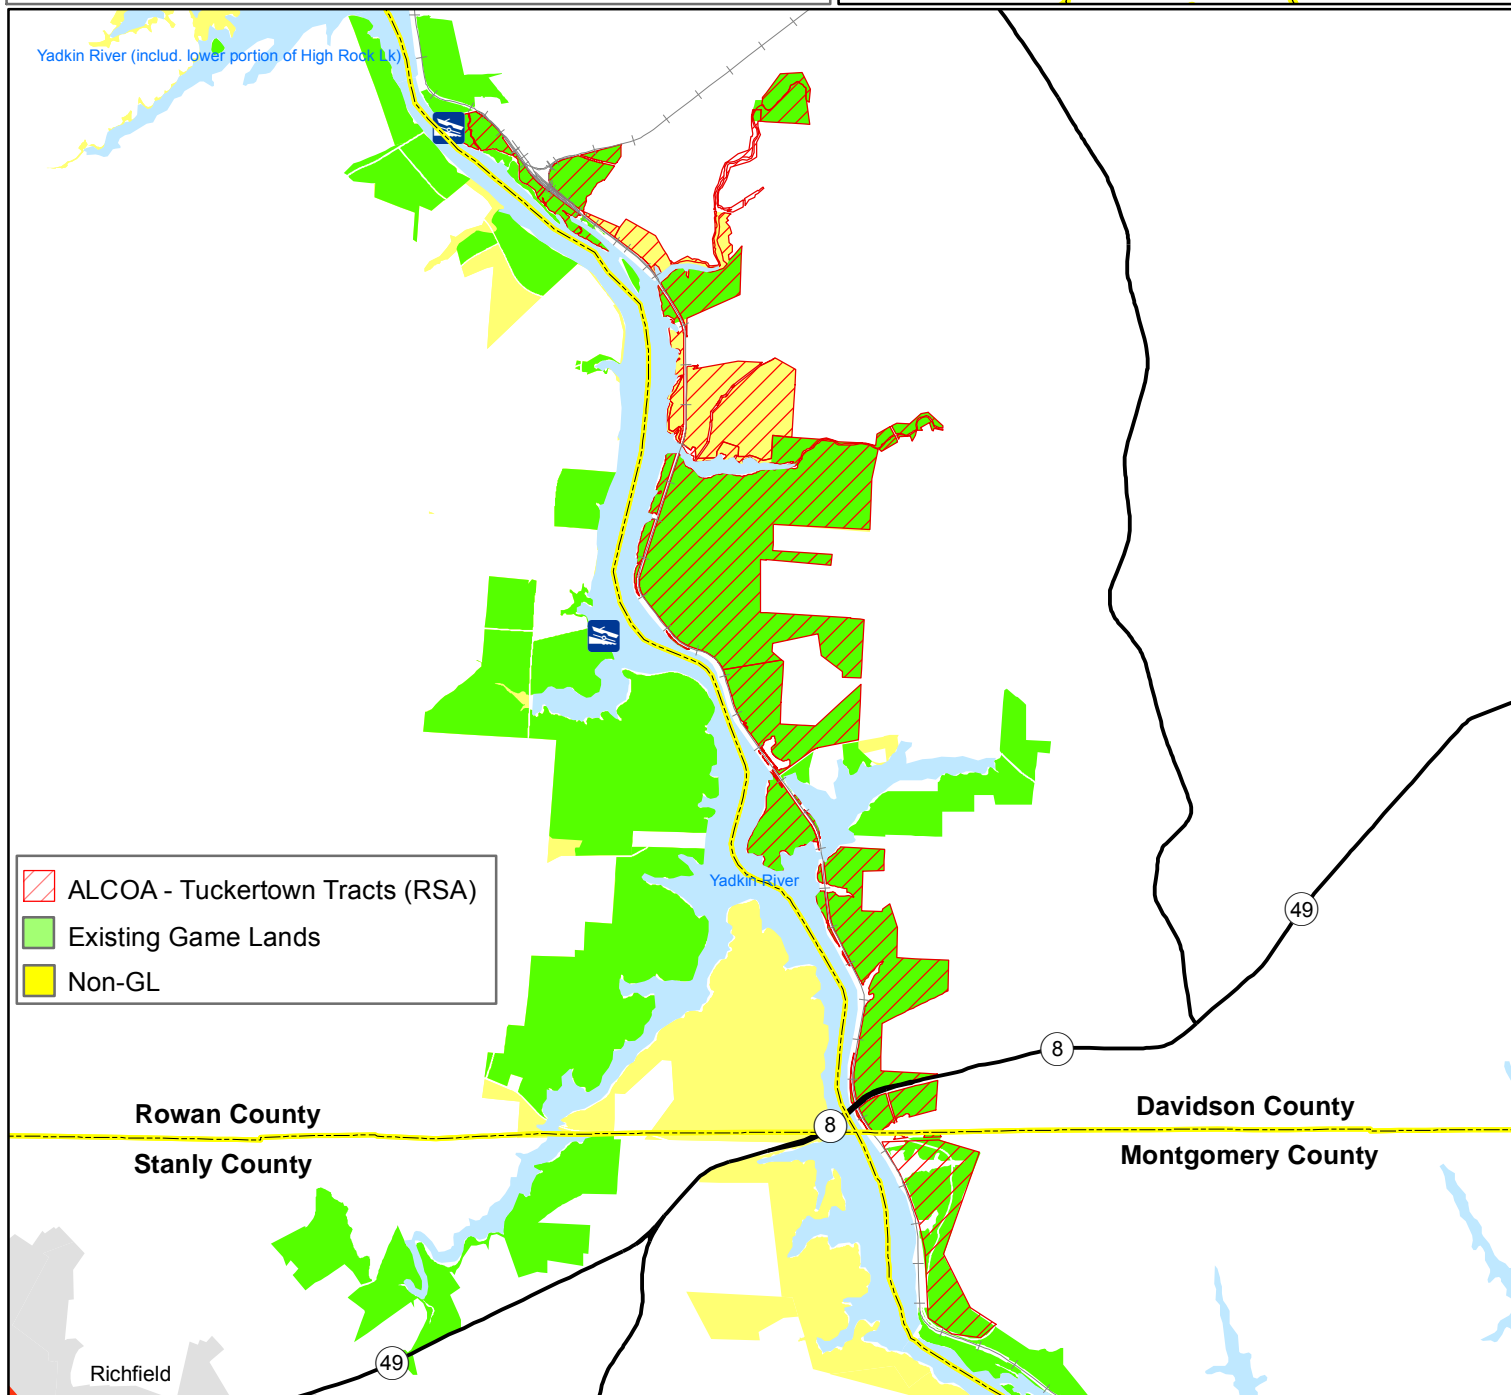 Yadkin River (includ. lower portion of High Rock Lk)
Yadkin River
ALCOA - Tuckertown Tracts (RSA)
Existing Game Lands
Non-GL
49
8
Rowan County
Davidson County
8
Stanly County
Montgomery County
49
Richfield